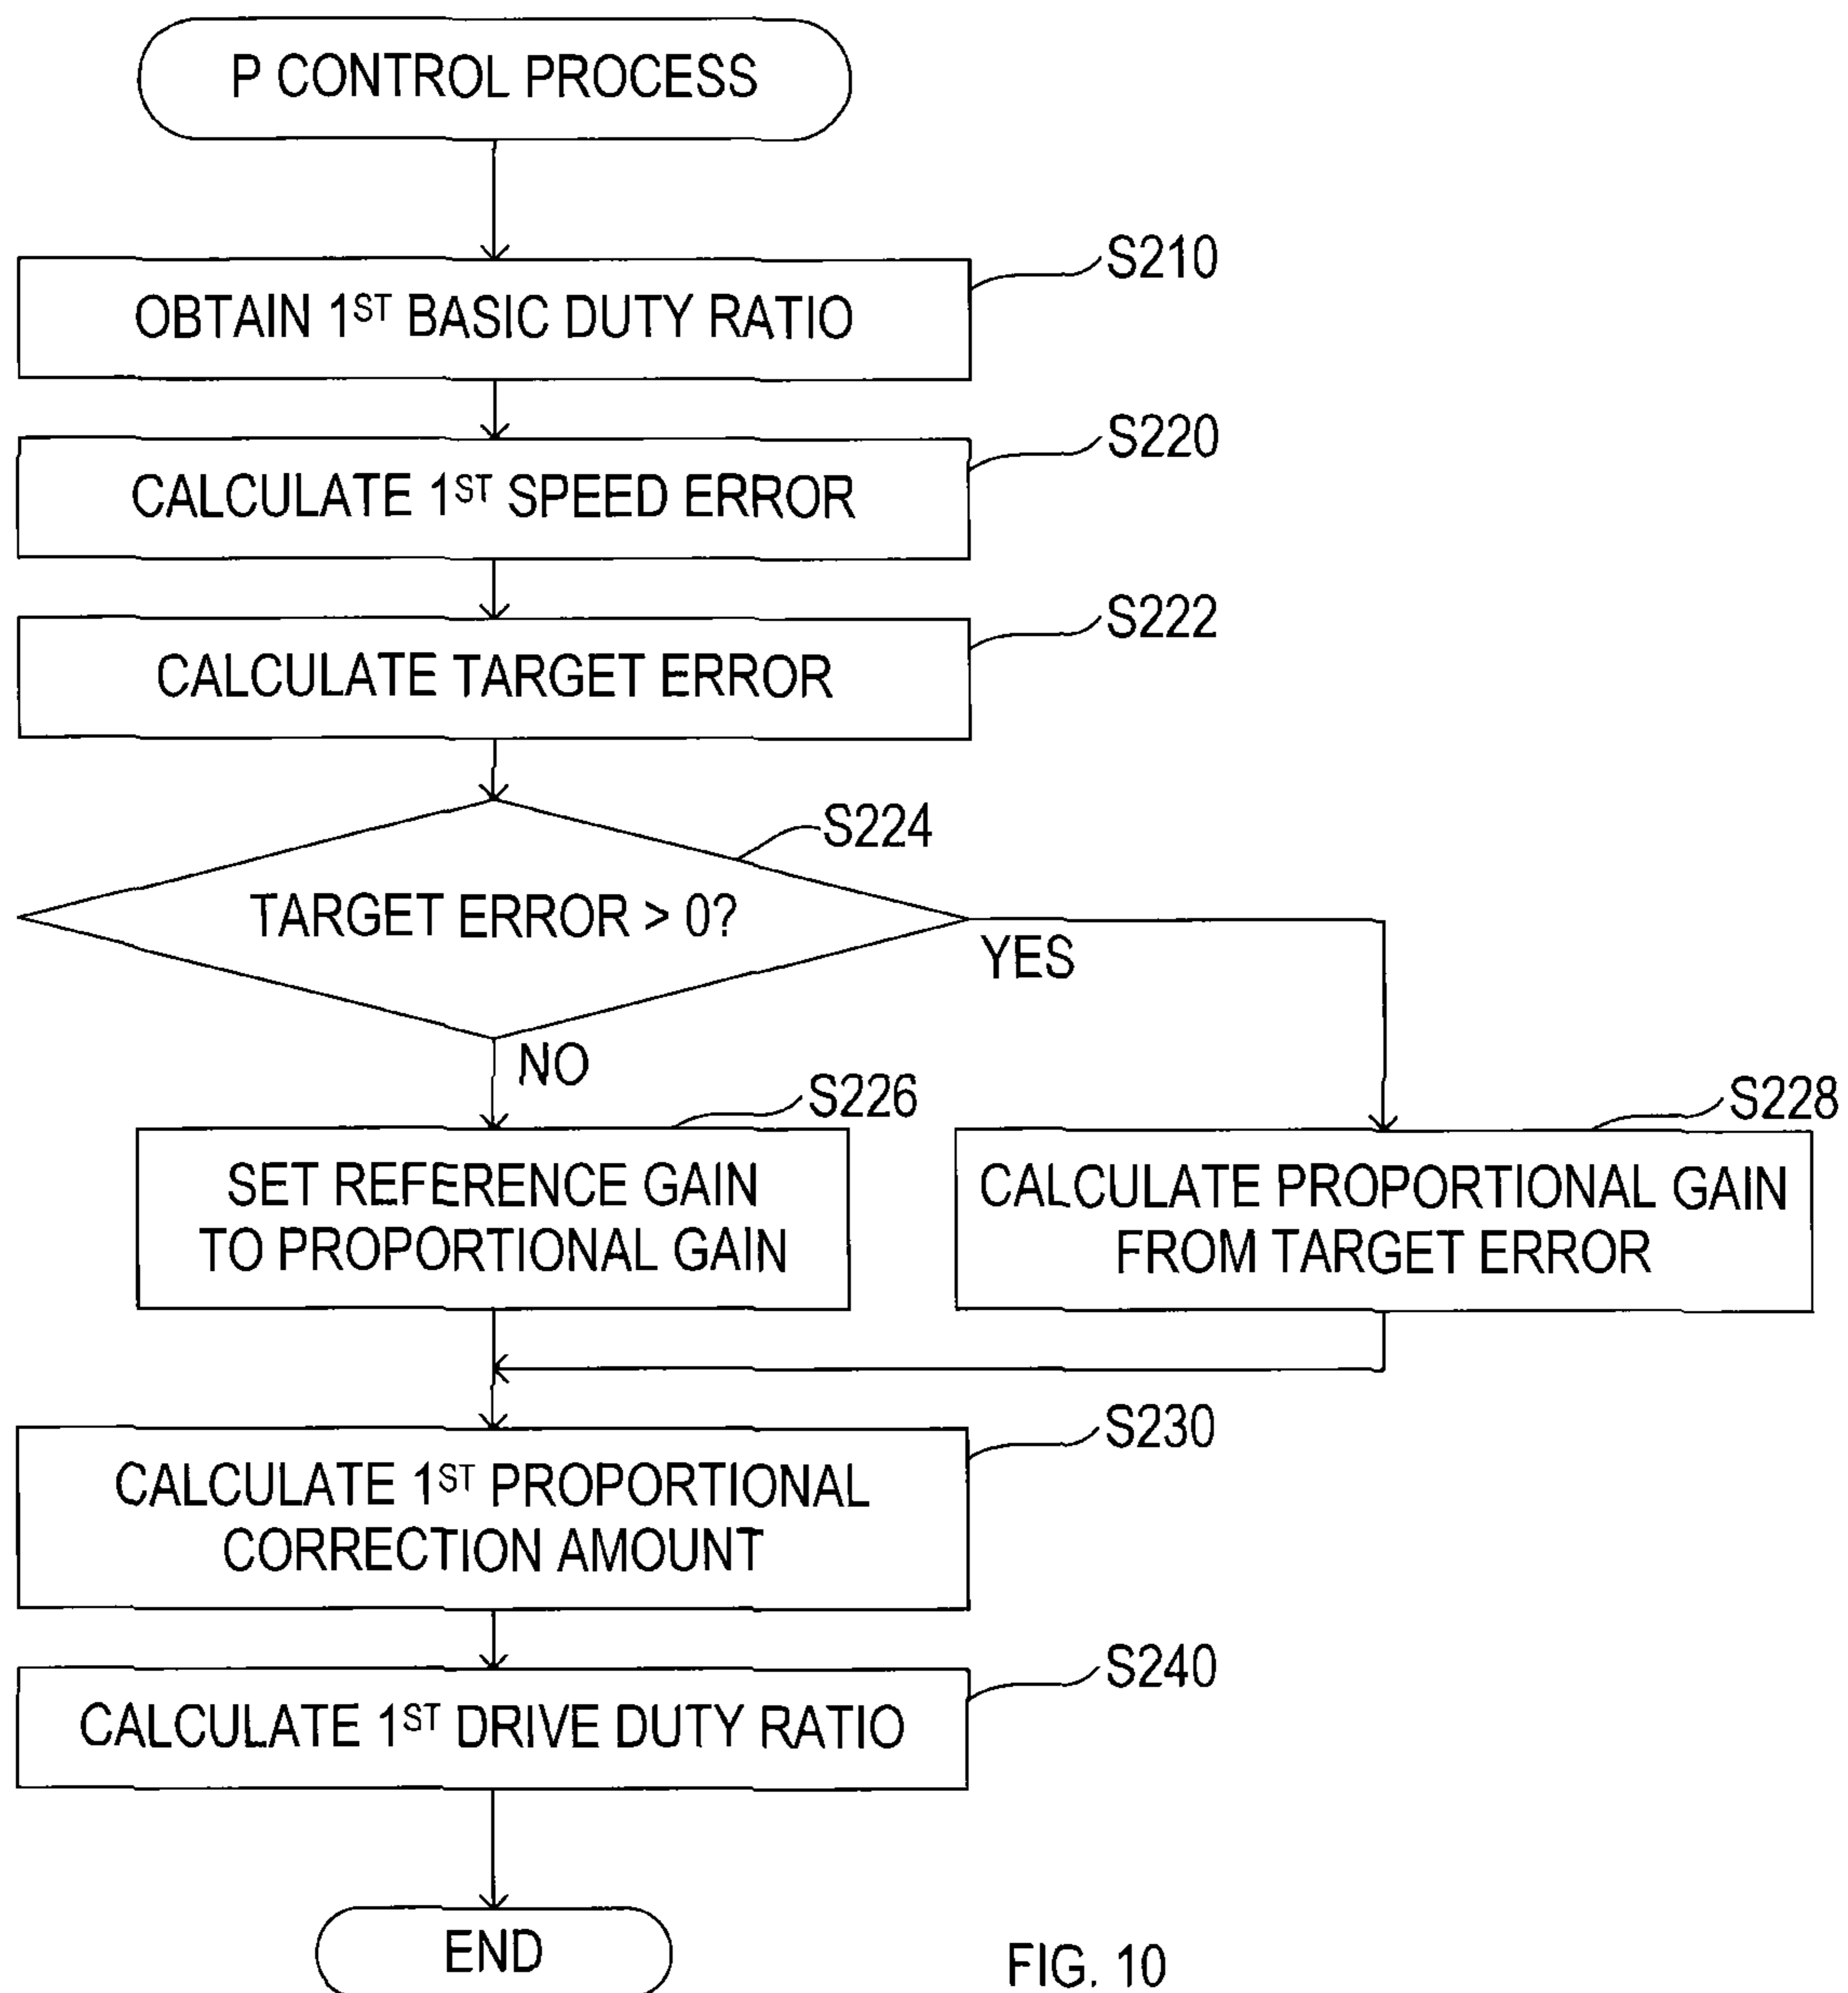 P CONTROL PROCESS
S210
OBTAIN 1ST BASIC DUTY RATIO
S220
CALCULATE 1ST SPEED ERROR
S222
CALCULATE TARGET ERROR
S224
TARGET ERROR > 0?
YES
NO
S226
SET REFERENCE GAIN
TO PROPORTIONAL GAIN
S228
CALCULATE PROPORTIONAL GAIN
FROM TARGET ERROR
S230
CALCULATE 1ST PROPORTIONAL
CORRECTION AMOUNT
S240
CALCULATE 1ST DRIVE DUTY RATIO
END
FIG. 10